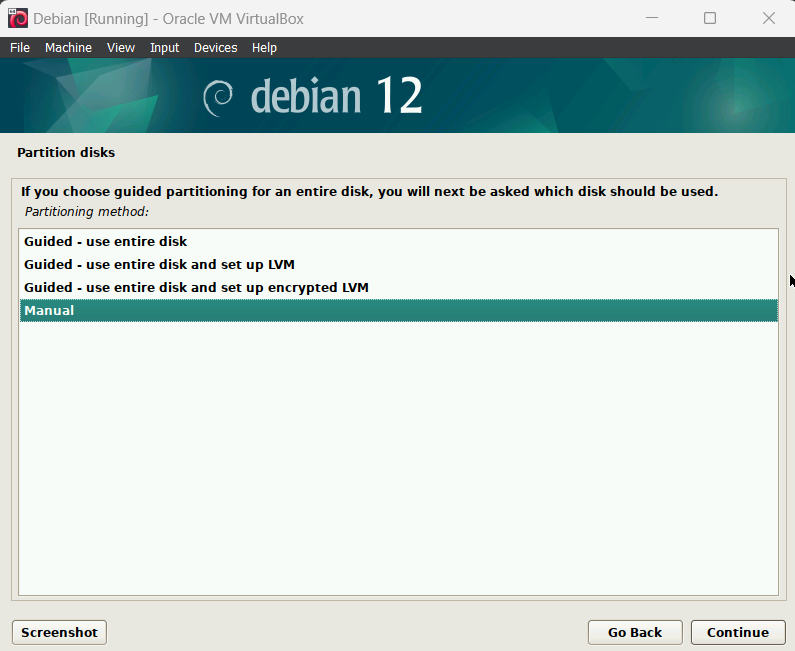 Debian [Running] - Oracle VM VirtualBox
File Machine View Input Devices Help
debian 12
Partition disks
If you choose guided partitioning for an entire disk, you will next be asked which disk should be used.
Partitioning method:
Guided - use entire disk
Guided - use entire disk and set up LVM
Guided - use entire disk and set up encrypted LVM
Manual
Screenshot Go Back Continue